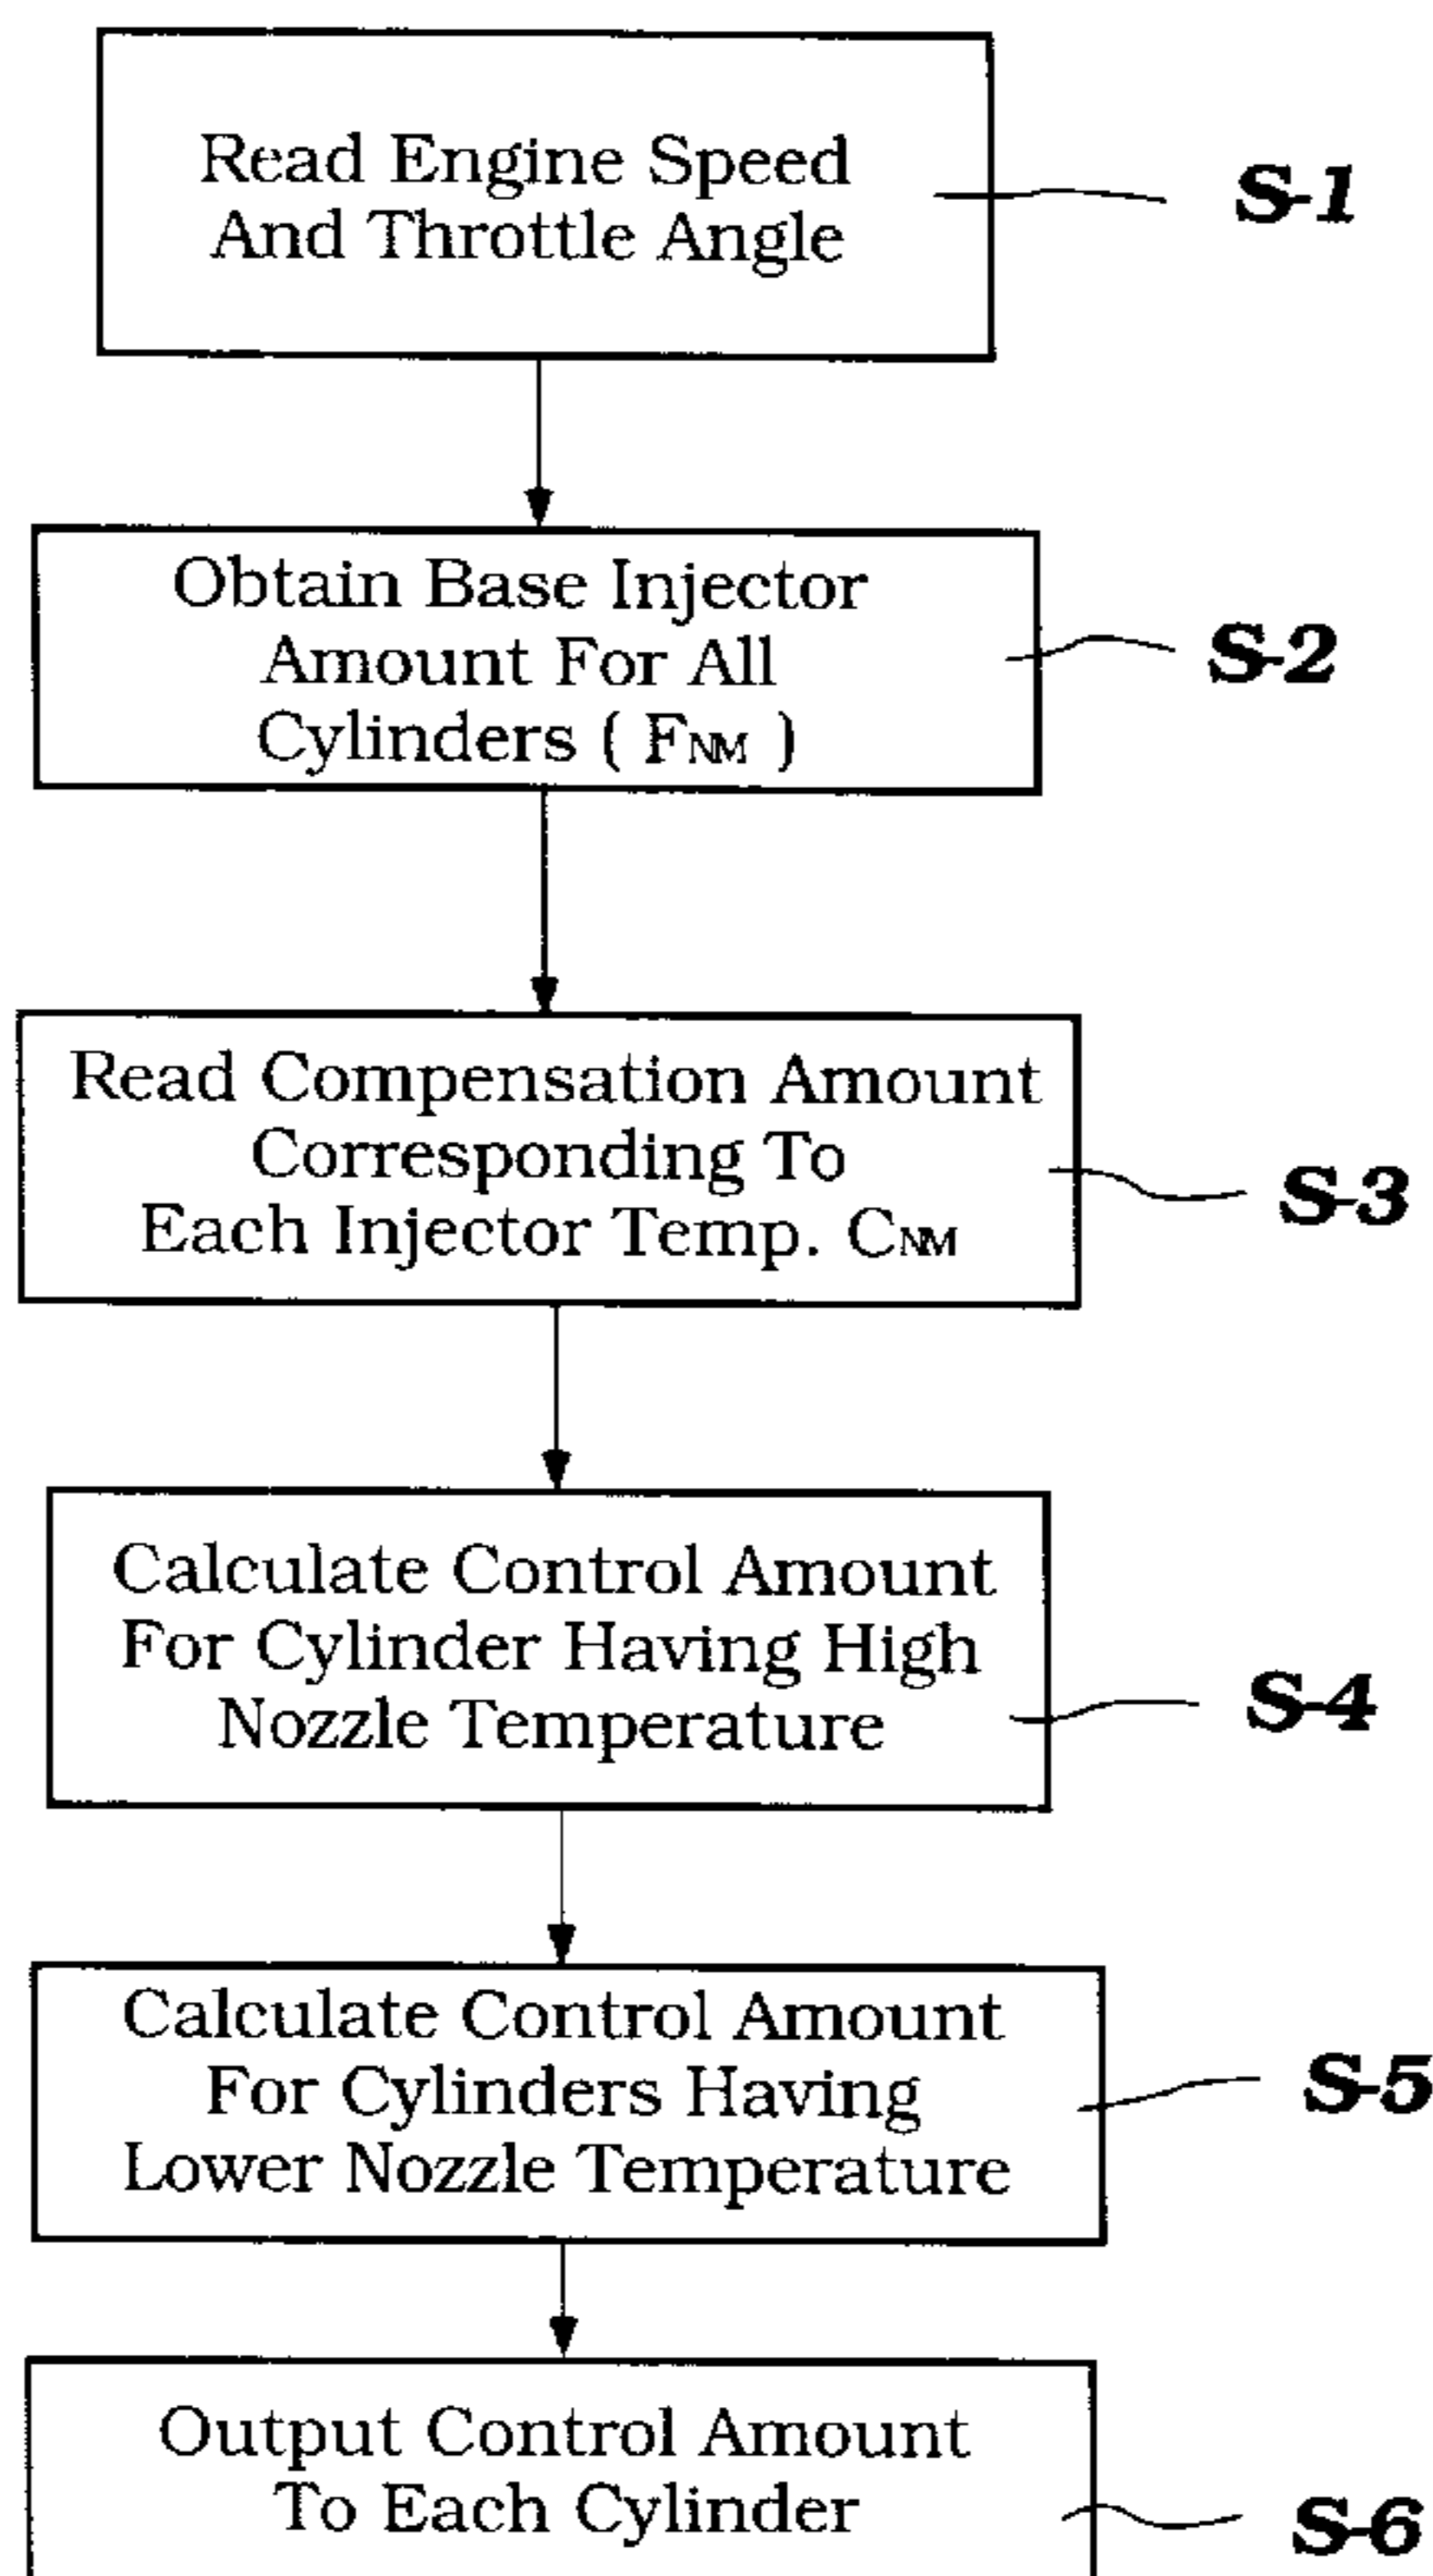 Read Engine Speed
And Throttle Angle
S-1
Obtain Base Injector
Amount For All
Cylinders ( FNM )
S-2
Read Compensation Amount
Corresponding To
Each Injector Temp. CNM
S-3
Calculate Control Amount
For Cylinder Having High
Nozzle Temperature
S-4
Calculate Control Amount
For Cylinders Having
Lower Nozzle Temperature
S-5
Output Control Amount
To Each Cylinder
S-6